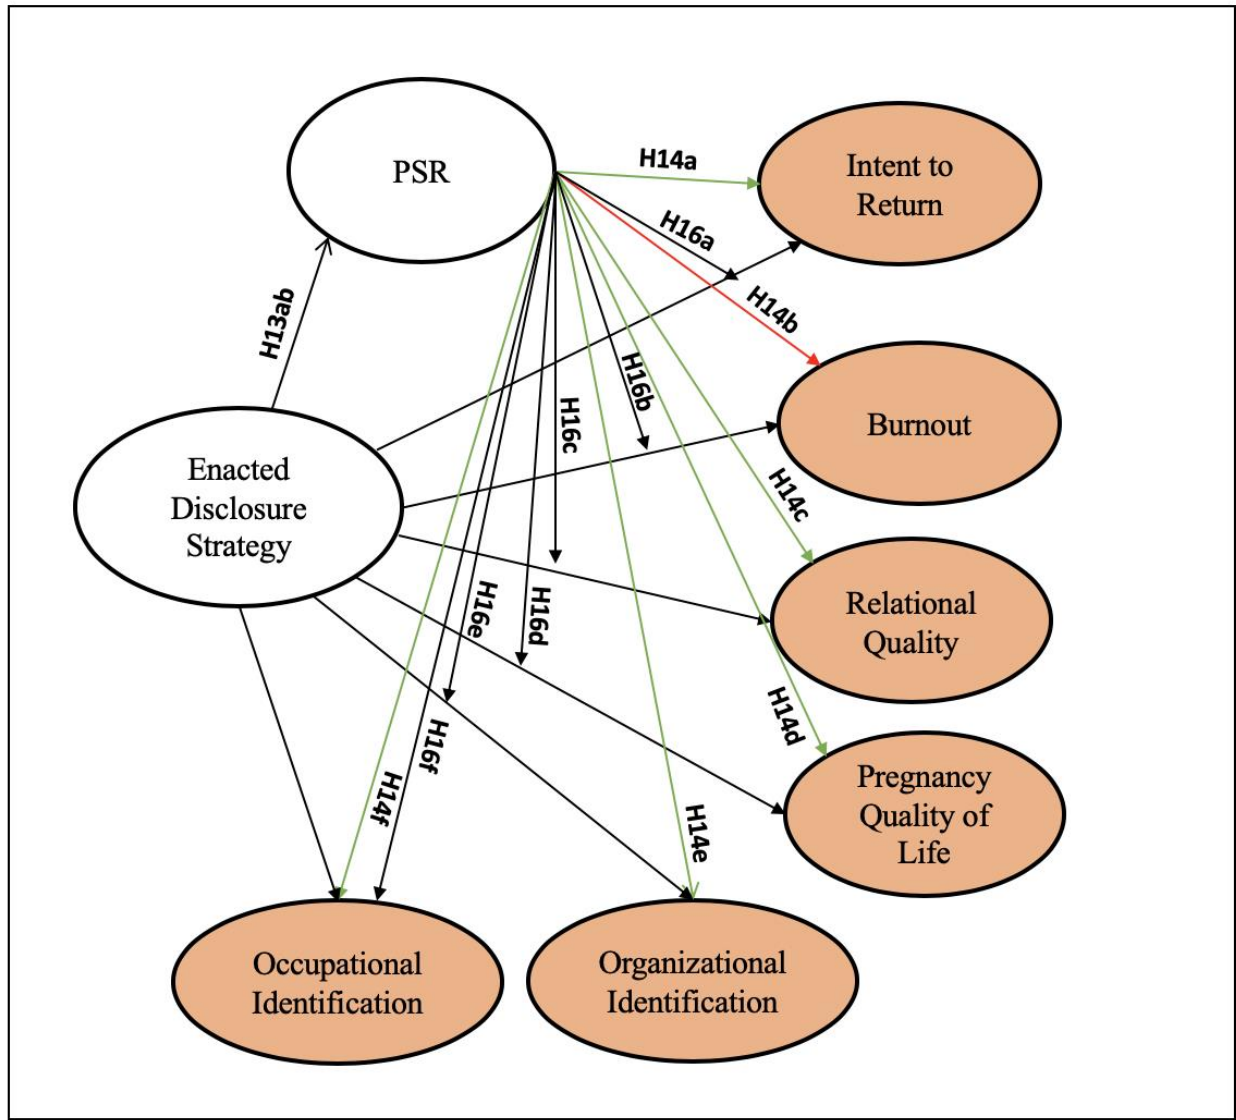 PSR
H14a
Intent to
Return
H16a
H13ab
H14b
H16b
H16c
Burnout
Enacted
Disclosure
Strategy
H14c
H16e
H16d
Relational
Quality
H14d
H16f
H14f
H14e
Pregnancy
Quality of
Life
Occupational
Identification
Organizational
Identification